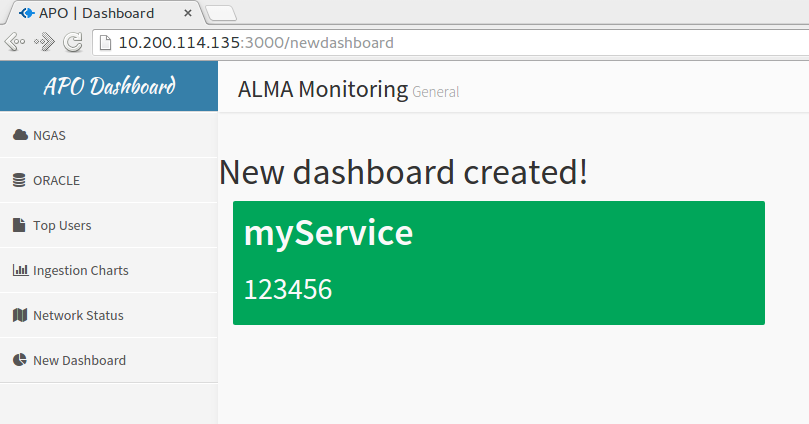 APO | Dashboard
10.200.114.135:3000/newdashboard
APO Dashboard
ALMA Monitoring General
NGAS
ORACLE
Top Users
Ingestion Charts
Network Status
New Dashboard
New dashboard created!
myService
123456